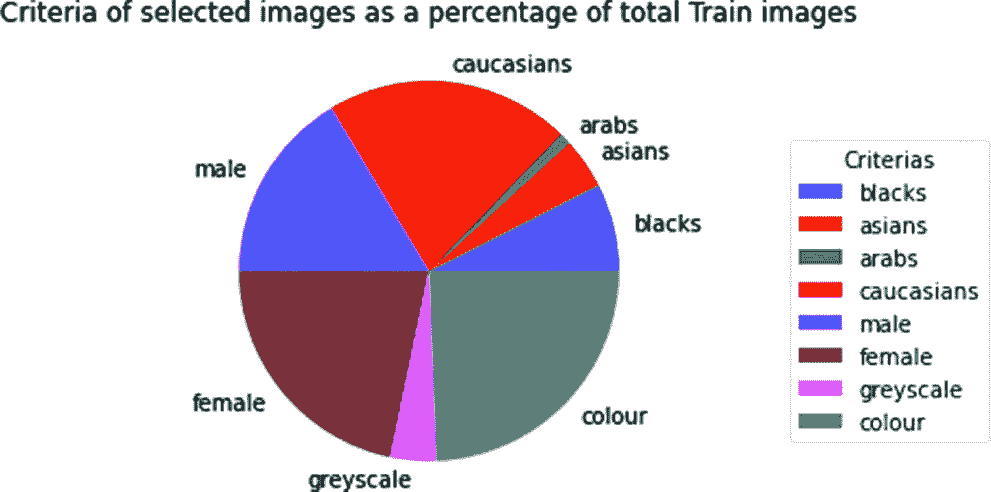 Criteria of selected images as a percentage of total Train images
caucasians
arabs
asians
male
blacks
female
colour
greyscale
Criterias
blacks
asians
arabs
caucasians
male
female
greyscale
colour